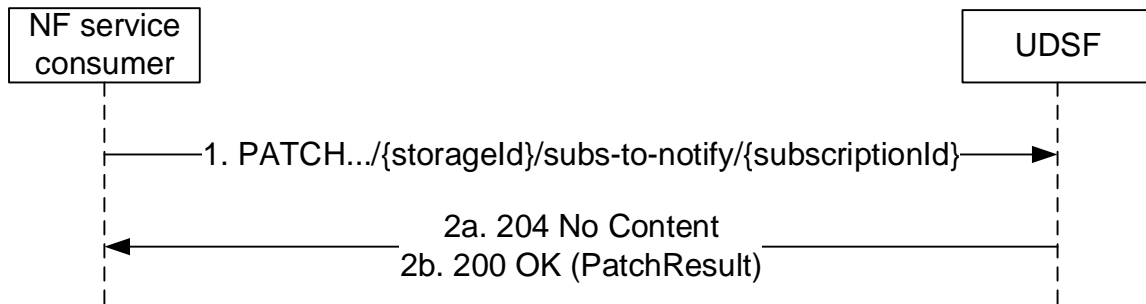 NF service
consumer
UDSF
1. PATCH.../{storageId}/subs-to-notify/{subscriptionId}
2a. 204 No Content
2b. 200 OK (PatchResult)